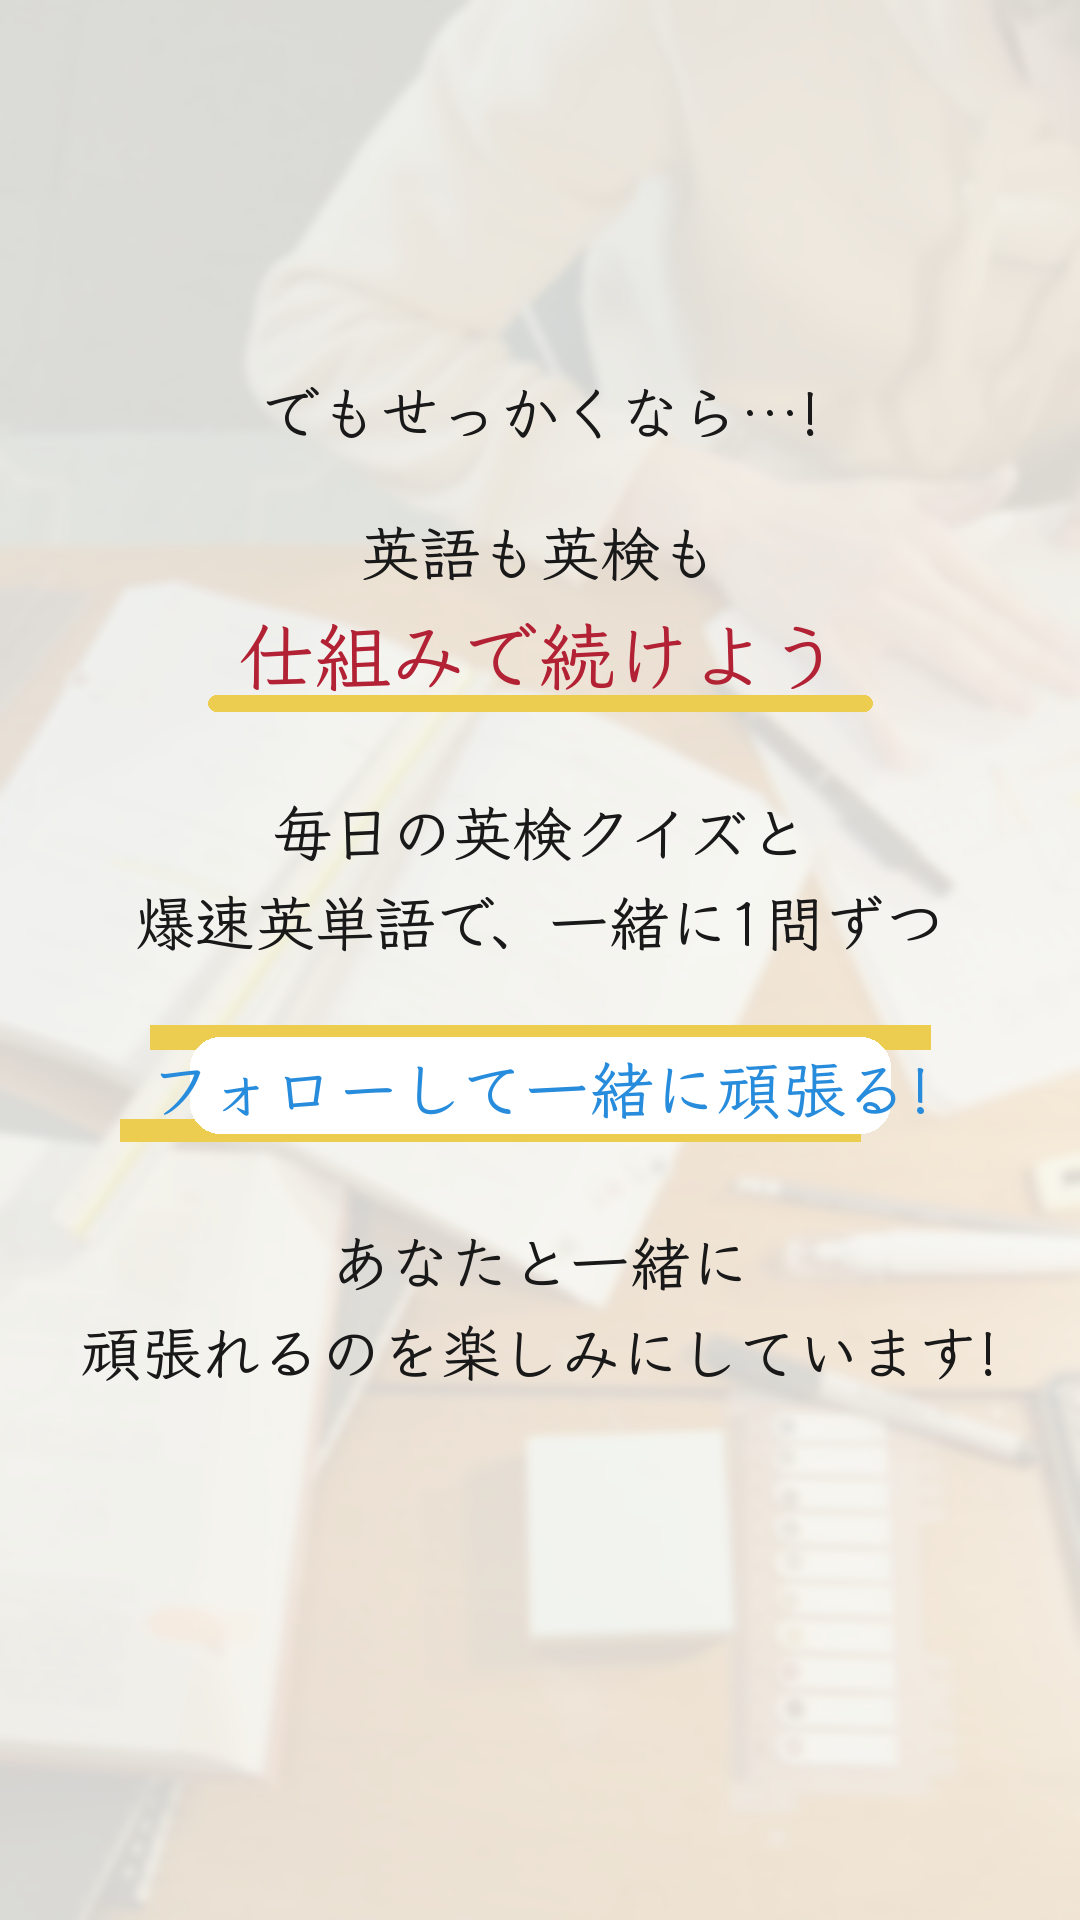 でもせっかくなら…!
英語も英検も
仕組みで続けよう
毎日の英検クイズと
爆速英単語で、一緒に1問ずつ
フォローして一緒に頑張る!
あなたと一緒に
頑張れるのを楽しみにしています!